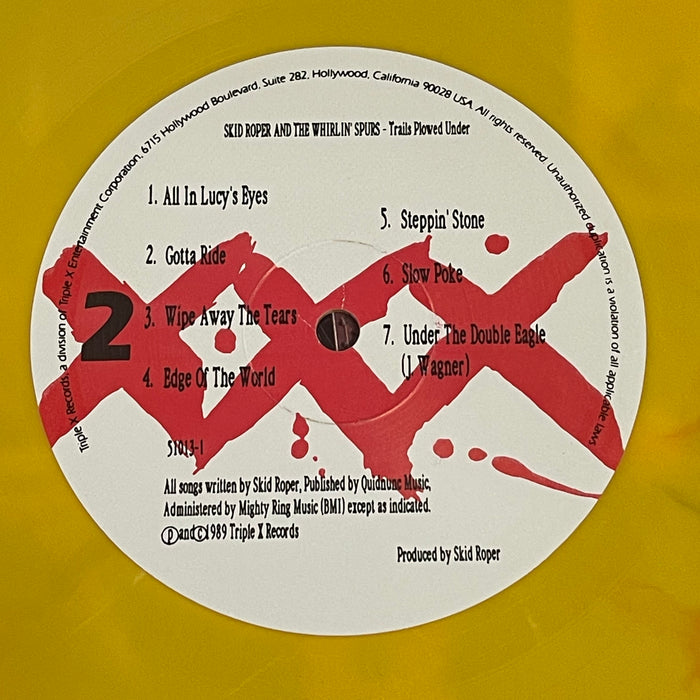 Triple X Records, a division of Triple X Entertainment Corporation, 6715 Hollywood Boulevard, Suite 282, Hollywood, California 90028 USA. All rights reserved. Unauthorized duplication is a violation of all applicable laws
SKID ROPER AND THE WHIRLIN' SPURS - Trails Plowed Under
1. All In Lucy's Eyes
2. Gotta Ride
2
3. Wipe Away The Tears
4. Edge Of The World
5. Steppin' Stone
6. Slow Poke
7. Under The Double Eagle
(J. Wagner)
51013-1
All songs written by Skid Roper, Published by Quidnunc Music,
Administered by Mighty Ring Music (BMI) except as indicated.
ⓟand©1989 Triple X Records
Produced by Skid Roper